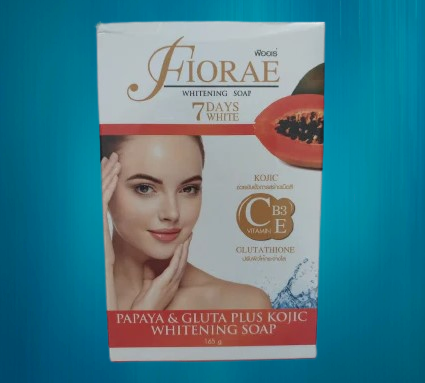 ฟิออเร่
FIORAE
WHITENING SOAP
7 DAYS
WHITE
KOJIC
VITAMIN C B3 E
GLUTATHIONE
PAPAYA & GLUTA PLUS KOJIC
WHITENING SOAP
165 g.